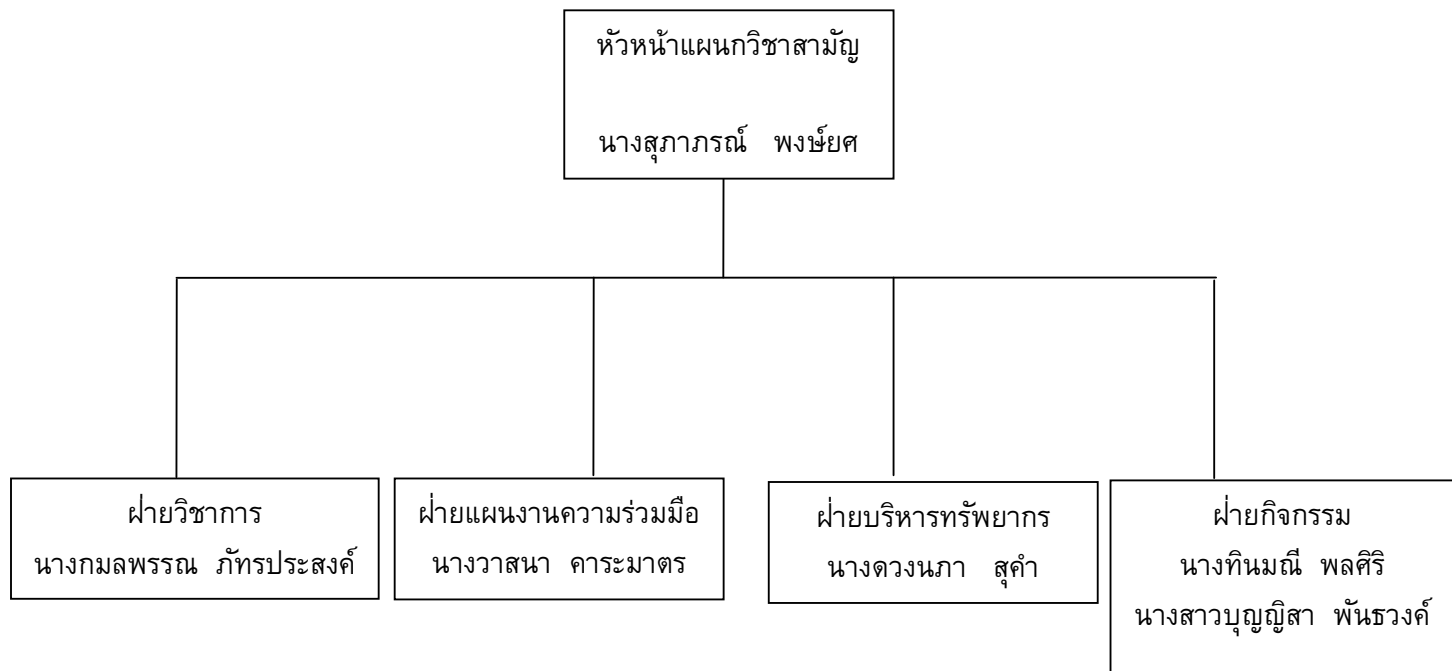 หัวหน้าแผนกวิชาสามัญ
นางสุภาภรณ์ พงษ์ยศ
ฝ่ายวิชาการ
นางกมลพรรณ ภัทรประสงค์
ฝ่ายแผนงานความร่วมมือ
นางวาสนา คาระมาตร
ฝ่ายบริหารทรัพยากร
นางดวงนภา สุคำ
ฝ่ายกิจกรรม
นางทินมณี พลศิริ
นางสาวบุญญิสา พันธวงค์